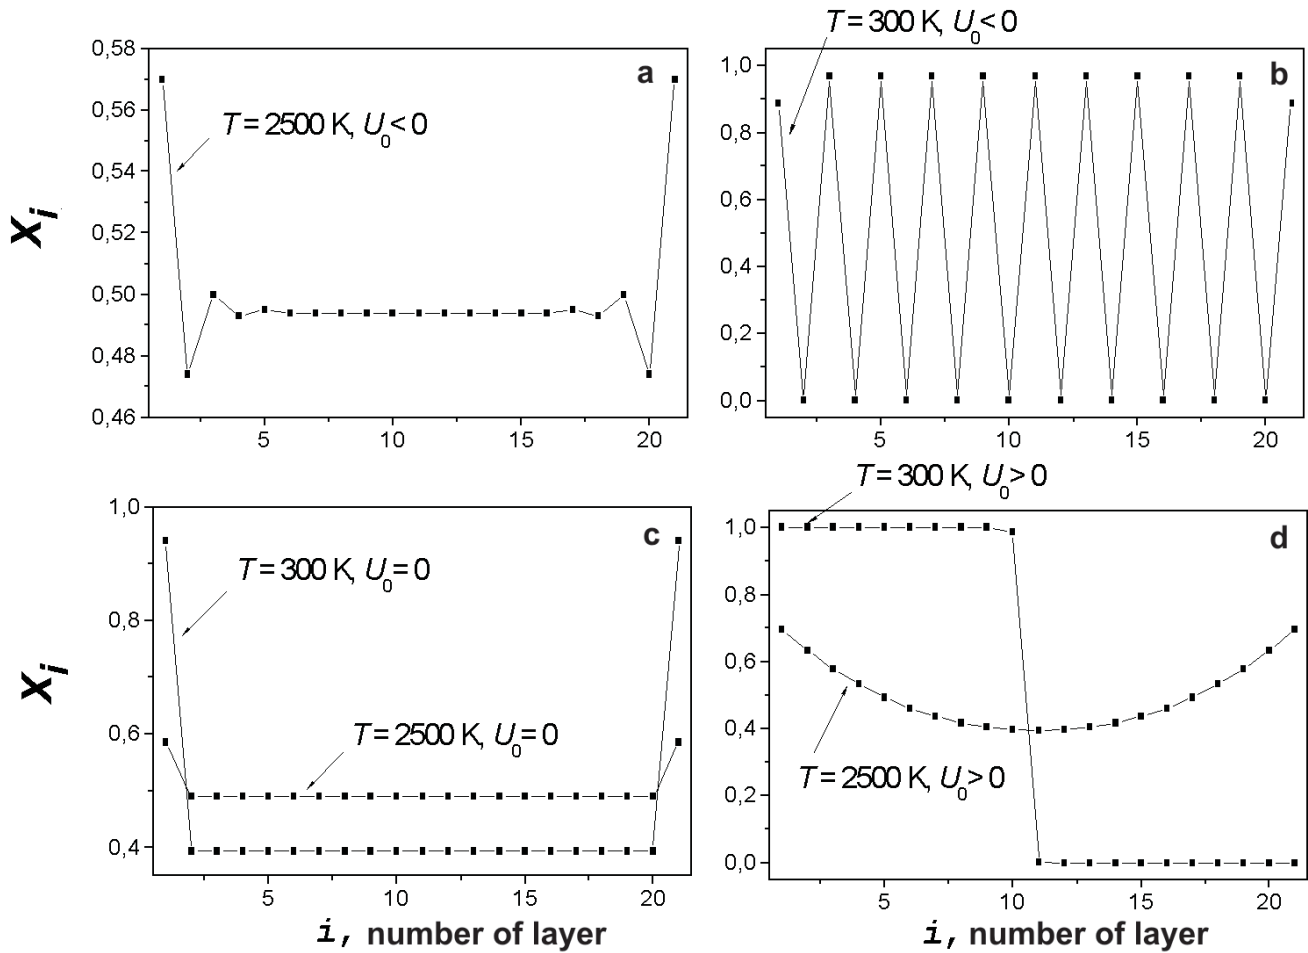 T = 300 K, U0 < 0
a
T = 2500 K, U0 < 0
0,58
0,56
0,54
0,52
0,50
0,48
0,46
5
10
15
20
Xi
b
1,0
0,8
0,6
0,4
0,2
0,0
5
10
15
20
c
T = 300 K, U0 = 0
T = 2500 K, U0 = 0
1,0
0,8
0,6
0,4
5
10
15
20
Xi
i, number of layer
T = 300 K, U0 > 0
d
T = 2500 K, U0 > 0
1,0
0,8
0,6
0,4
0,2
0,0
5
10
15
20
i, number of layer